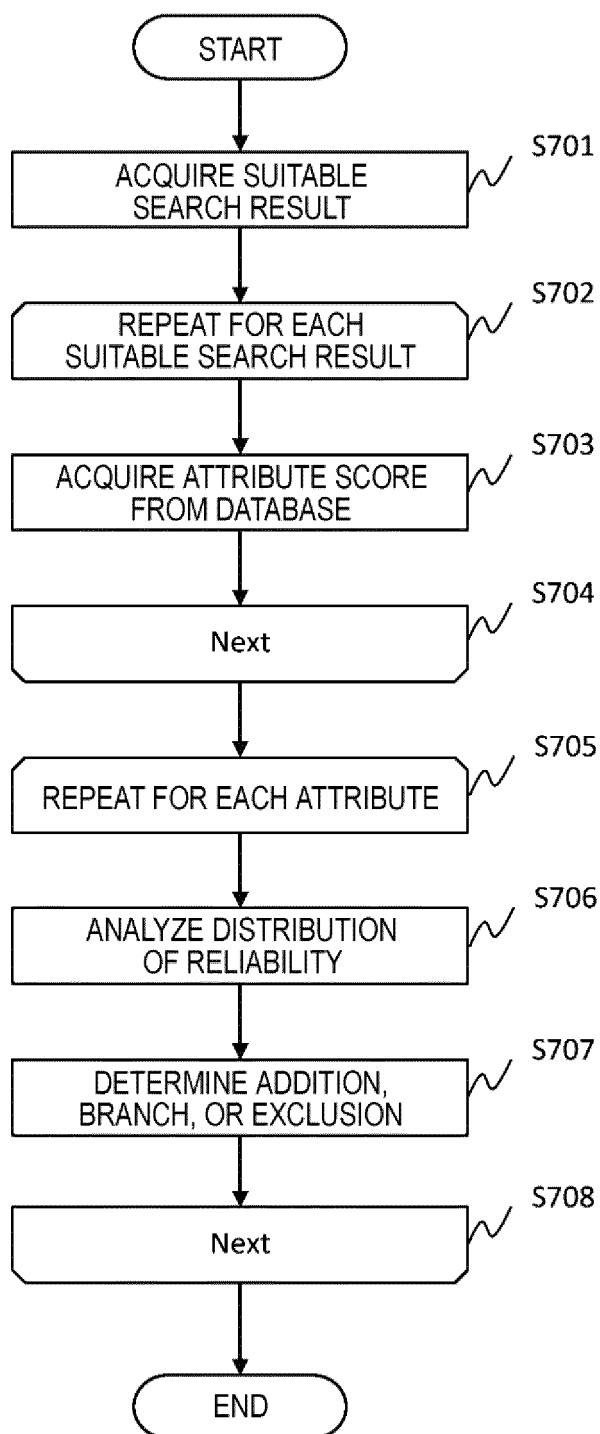 START
S701
ACQUIRE SUITABLE
SEARCH RESULT
S702
REPEAT FOR EACH
SUITABLE SEARCH RESULT
S703
ACQUIRE ATTRIBUTE SCORE
FROM DATABASE
S704
Next
S705
REPEAT FOR EACH ATTRIBUTE
S706
ANALYZE DISTRIBUTION
OF RELIABILITY
S707
DETERMINE ADDITION,
BRANCH, OR EXCLUSION
S708
Next
END